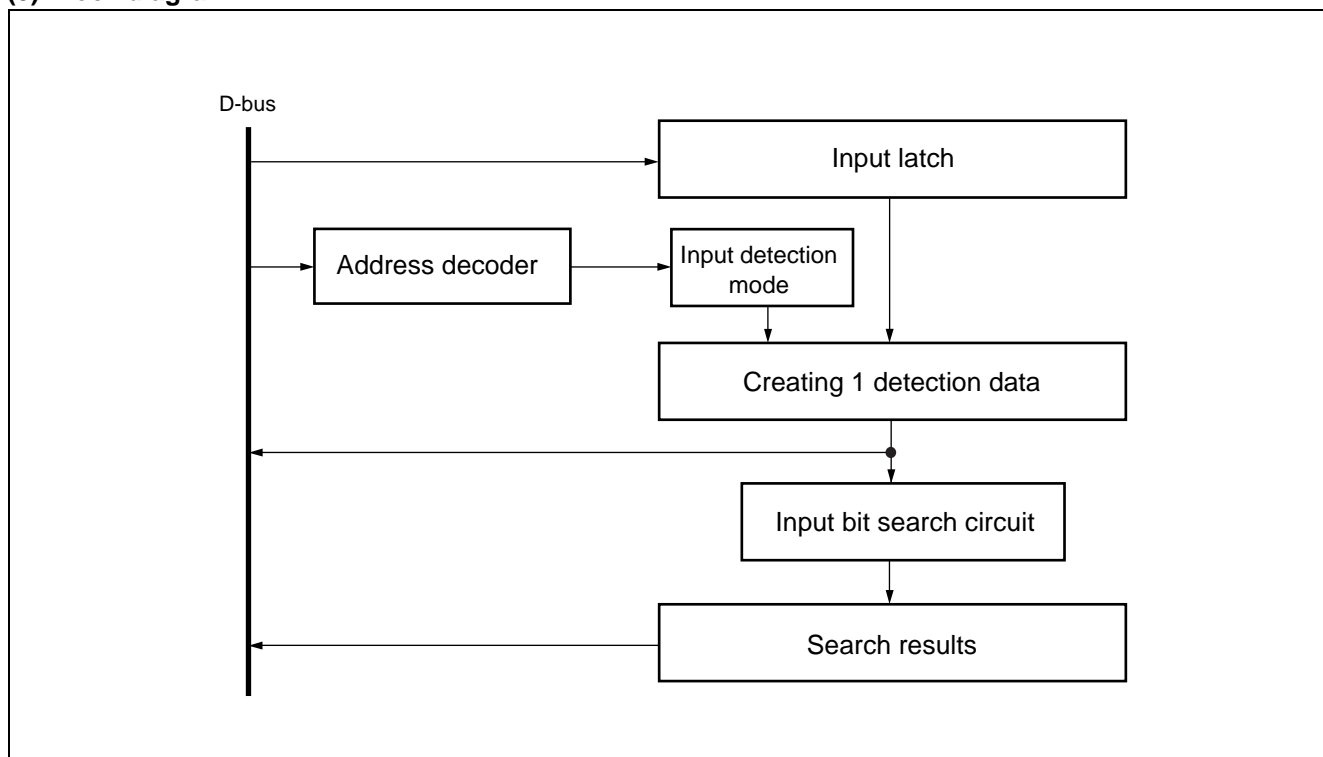 D-bus
Input latch
Address decoder
Input detection
mode
Creating 1 detection data
Input bit search circuit
Search results